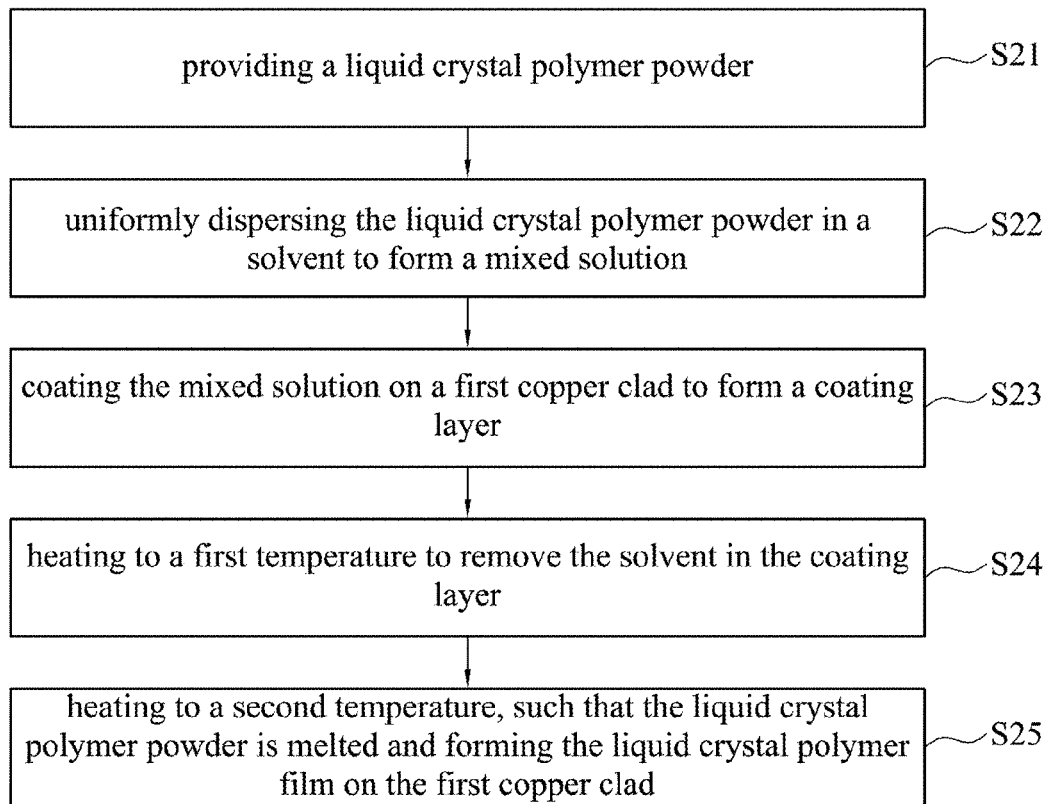 providing a liquid crystal polymer powder
S21
uniformly dispersing the liquid crystal polymer powder in a
solvent to form a mixed solution
S22
coating the mixed solution on a first copper clad to form a coating
layer
S23
heating to a first temperature to remove the solvent in the coating
layer
S24
heating to a second temperature, such that the liquid crystal
polymer powder is melted and forming the liquid crystal polymer
film on the first copper clad
S25